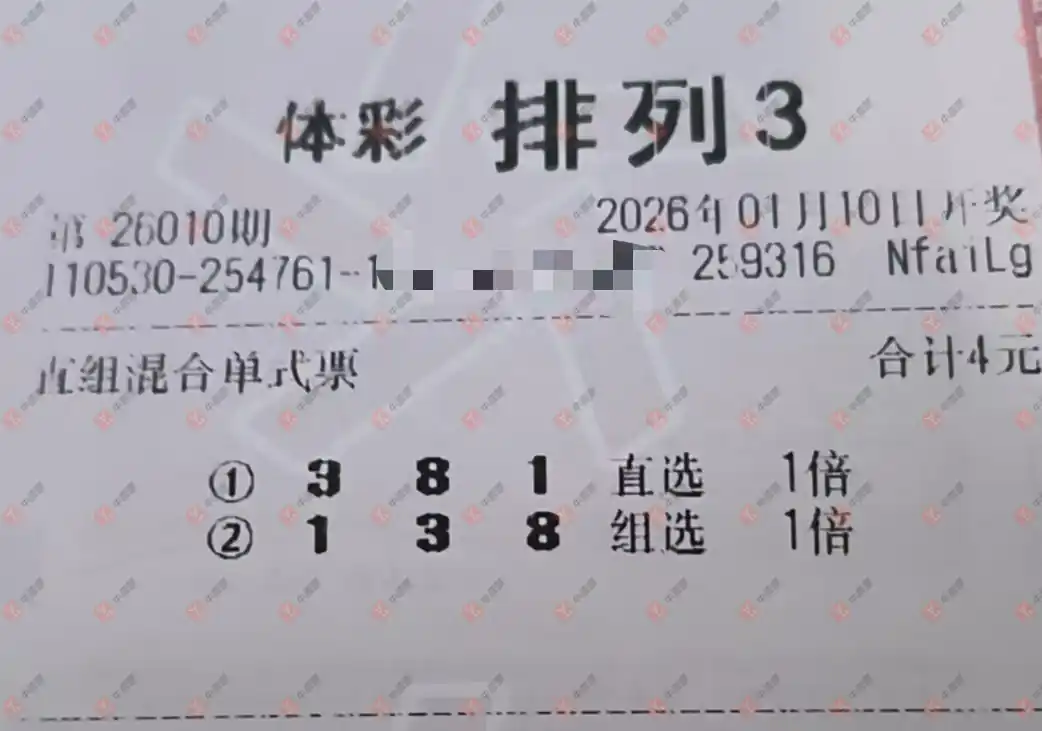 体彩 排列3
第 26010期 2026年01月10日开奖
110530-254761-1 259316 NfaiLg
直组混合单式票 合计4元
① 3 8 1 直选 1倍
② 1 3 8 组选 1倍